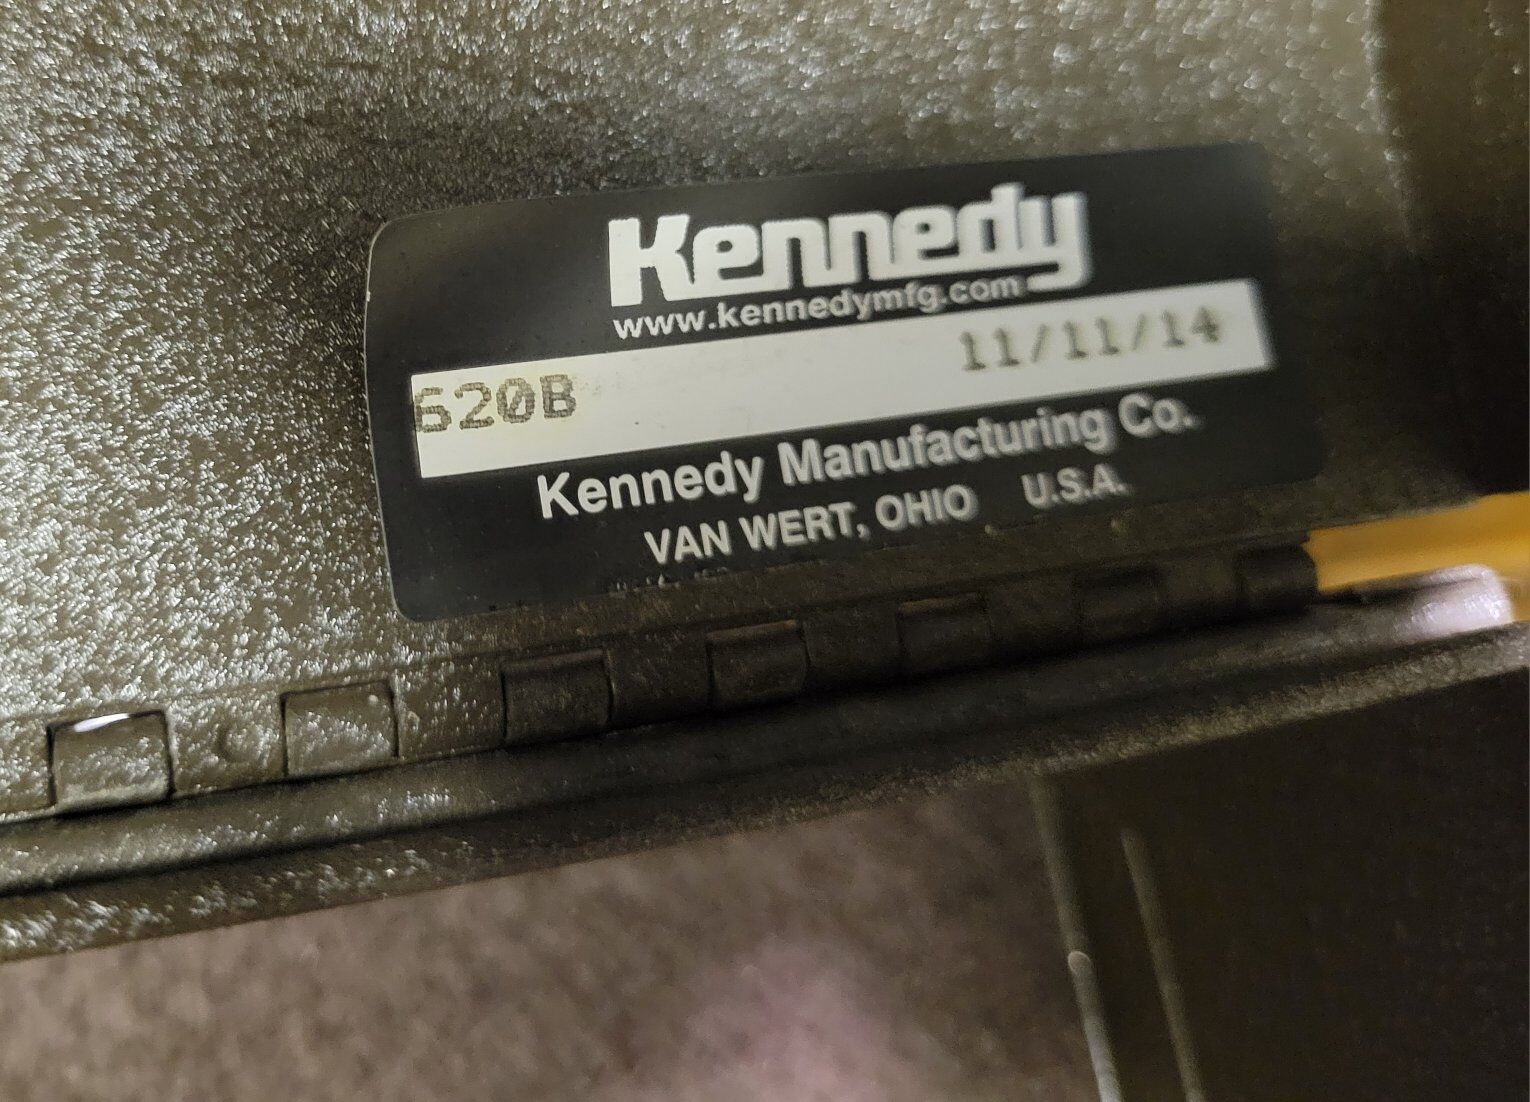 Kennedy
www.kennedymfg.com
620B 11/11/14
Kennedy Manufacturing Co.
VAN WERT, OHIO U.S.A.